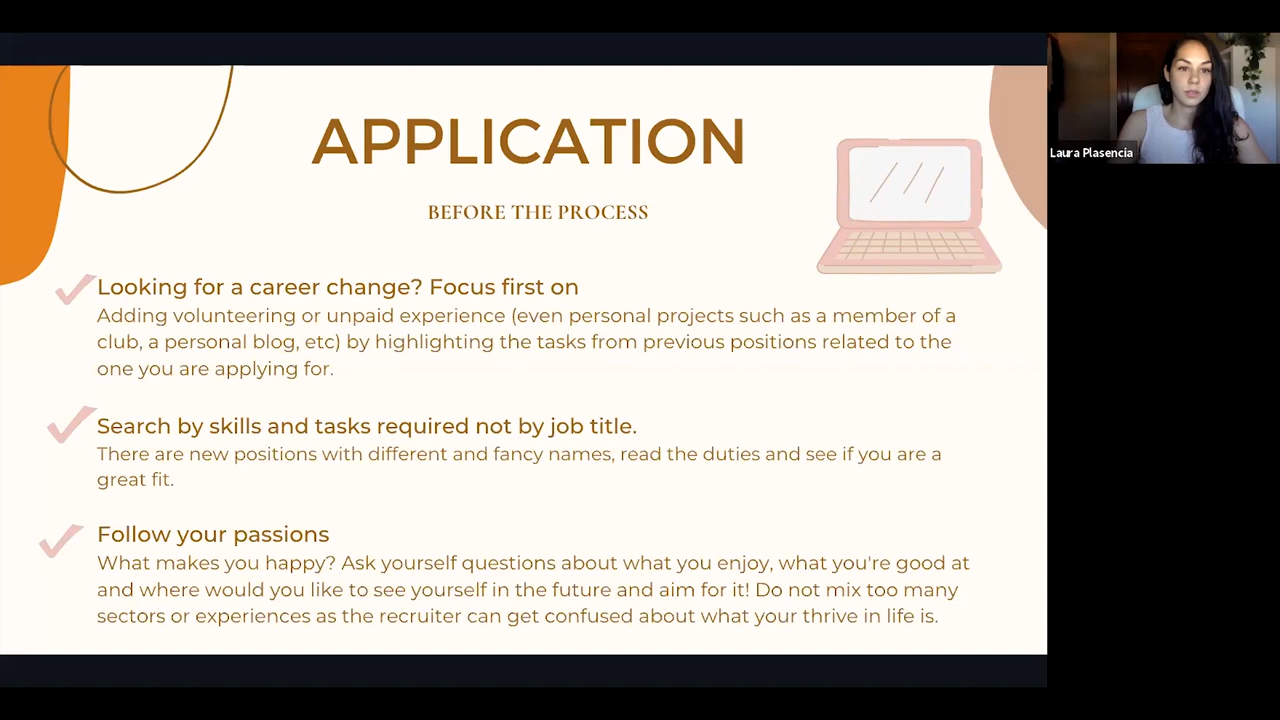 APPLICATION
BEFORE THE PROCESS
Looking for a career change? Focus first on
Adding volunteering or unpaid experience (even personal projects such as a member of a
club, a personal blog, etc) by highlighting the tasks from previous positions related to the
one you are applying for.
Search by skills and tasks required not by job title.
There are new positions with different and fancy names, read the duties and see if you are a
great fit.
Follow your passions
What makes you happy? Ask yourself questions about what you enjoy, what you're good at
and where would you like to see yourself in the future and aim for it! Do not mix too many
sectors or experiences as the recruiter can get confused about what your thrive in life is.
Laura Plasencia